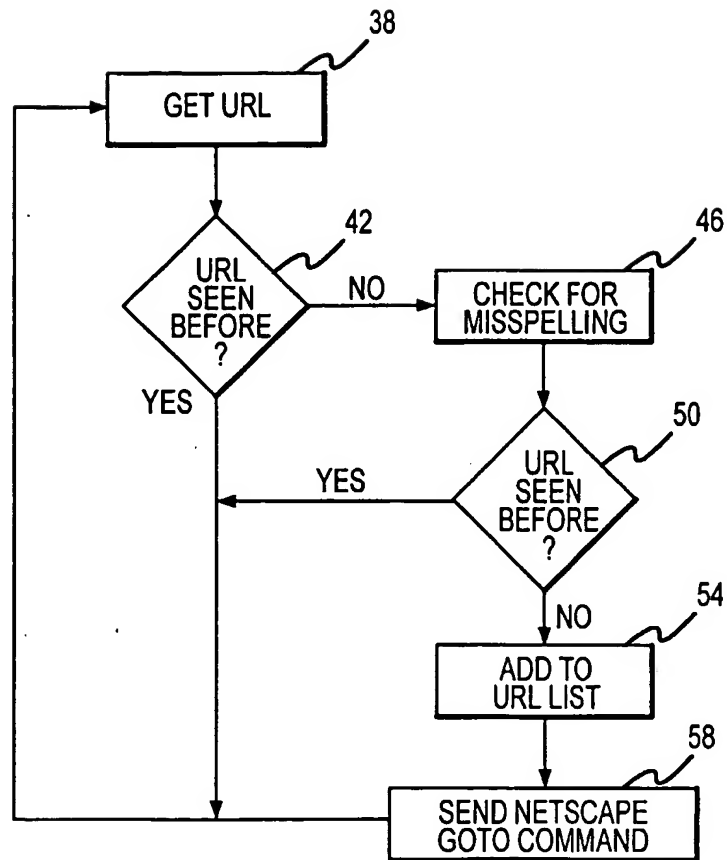 38
GET URL
42
URL
SEEN
BEFORE
?
NO
YES
46
CHECK FOR
MISSPELLING
50
URL
SEEN
BEFORE
?
YES
NO
54
ADD TO
URL LIST
58
SEND NETSCAPE
GOTO COMMAND